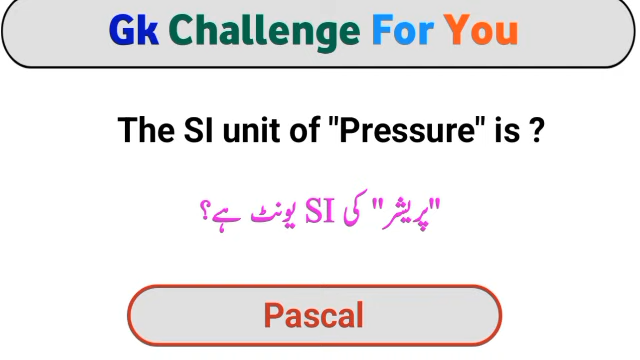 Gk Challenge For You
The SI unit of "Pressure" is ?
"پریشر" کی SI یونٹ ہے؟
Pascal